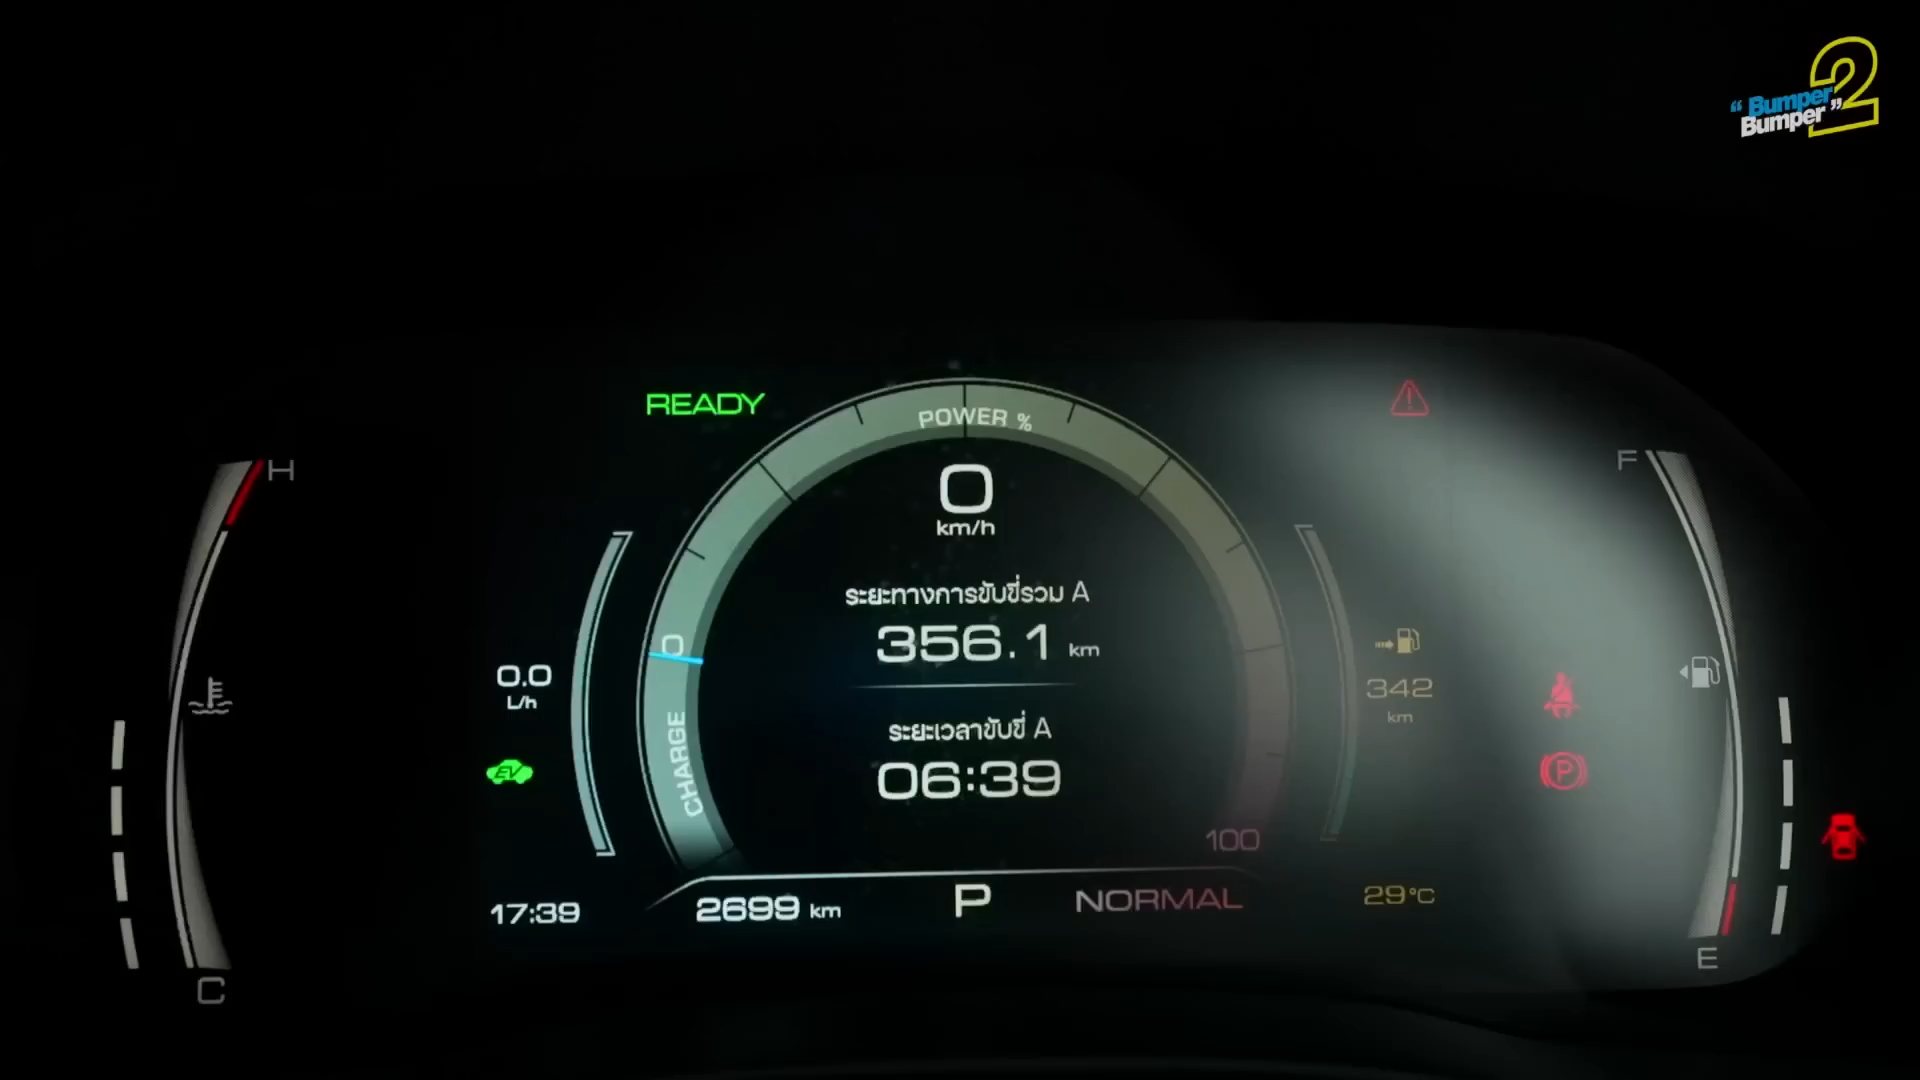 “ Bumper
Bumper ” 2
READY
POWER %
H
F
0
km/h
ระยะทางการขับขี่รวม A
356.1 km
0
0.0
L/h
342
km
ระยะเวลาขับขี่ A
06:39
EV
CHARGE
P
100
17:39
2699 km
P
NORMAL
29°C
C
E